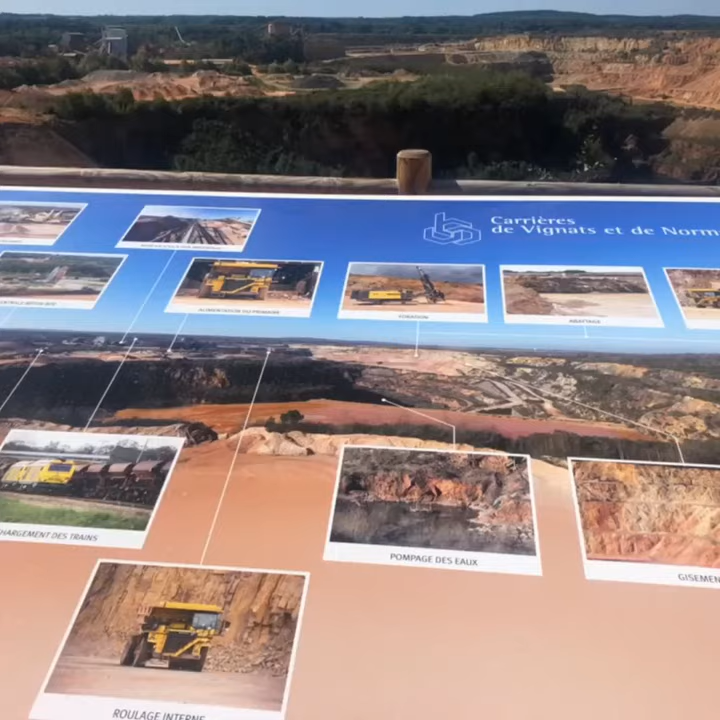 Carrières
de Vignats et de Norm
ALIMENTATION DU PRIMAIRE
FORATION
ABATTAGE
CHARGEMENT DES TRAINS
POMPAGE DES EAUX
GISEMEN
ROULAGE INTERNE